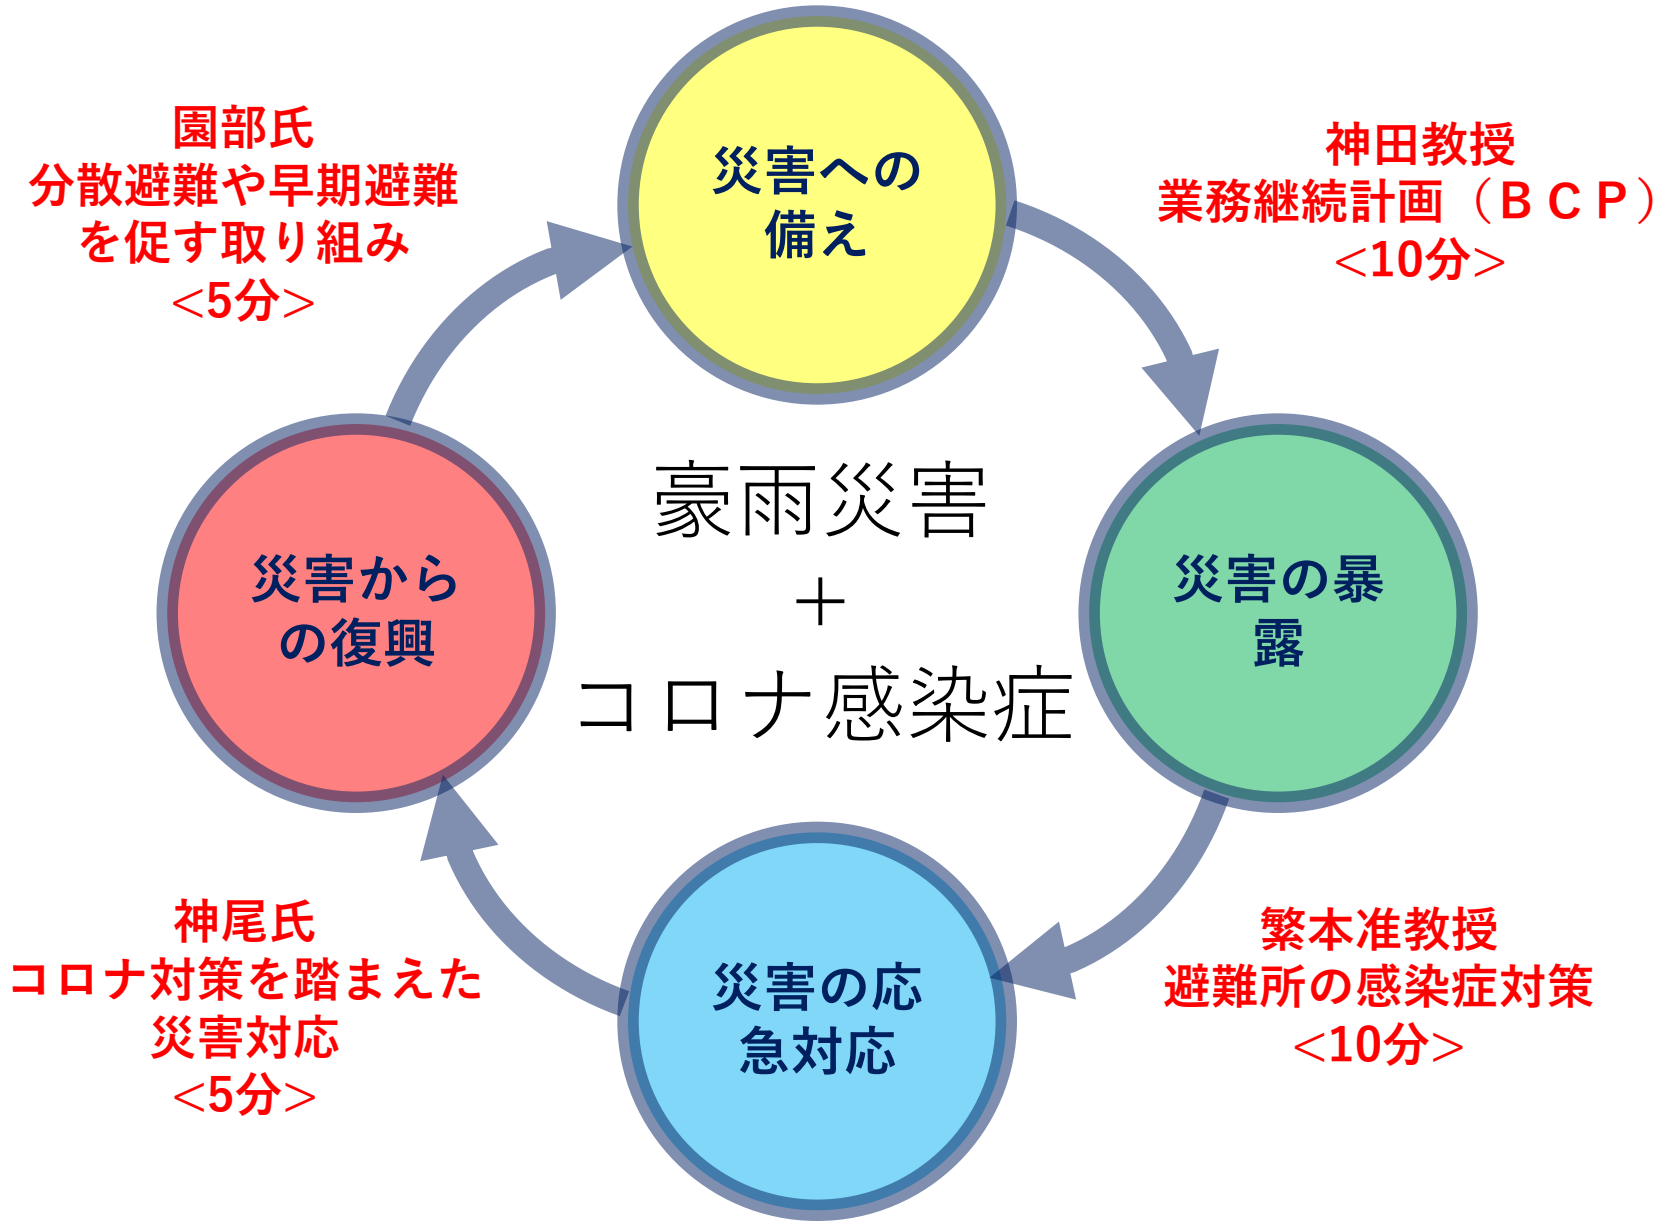 災害への
備え
神田教授
業務継続計画（ＢＣＰ）
<10分>
災害の暴
露
繁本准教授
避難所の感染症対策
<10分>
災害の応
急対応
神尾氏
コロナ対策を踏まえた
災害対応
<5分>
災害から
の復興
園部氏
分散避難や早期避難
を促す取り組み
<5分>
豪雨災害
＋
コロナ感染症